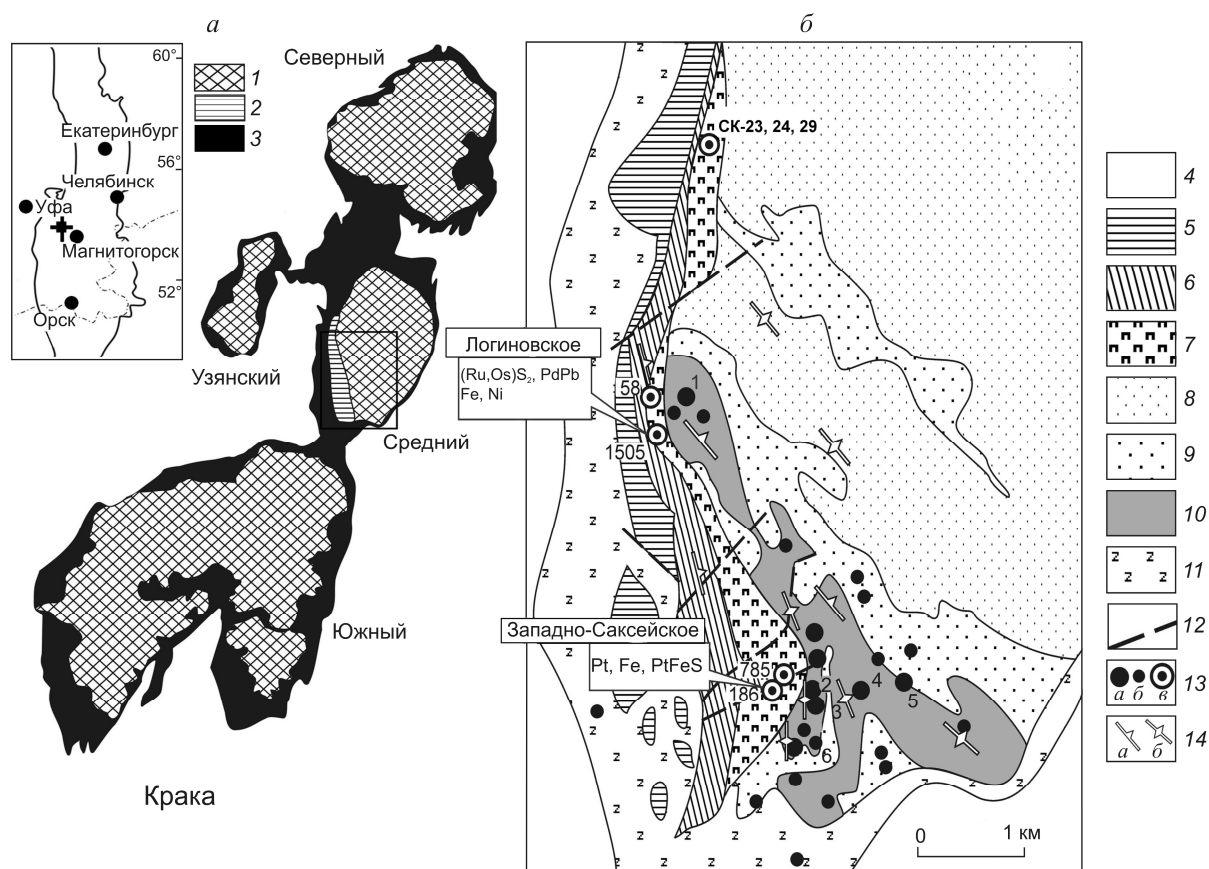 а
60°
Екатеринбург
56°
Челябинск
Уфа
Магнитогорск
52°
Орск
1
2
3
Северный
Узянский
Средний
Южный
Крака
б
СК-23, 24, 29
Логиновское
(Ru,Os)S₂, PdPb
Fe, Ni
58
1
1505
Западно-Саксейское
Pt, Fe, PtFeS
785
186
2
3
4
5
6
0 1 км
4
5
6
7
8
9
10
11
12
а б в 13
а б 14